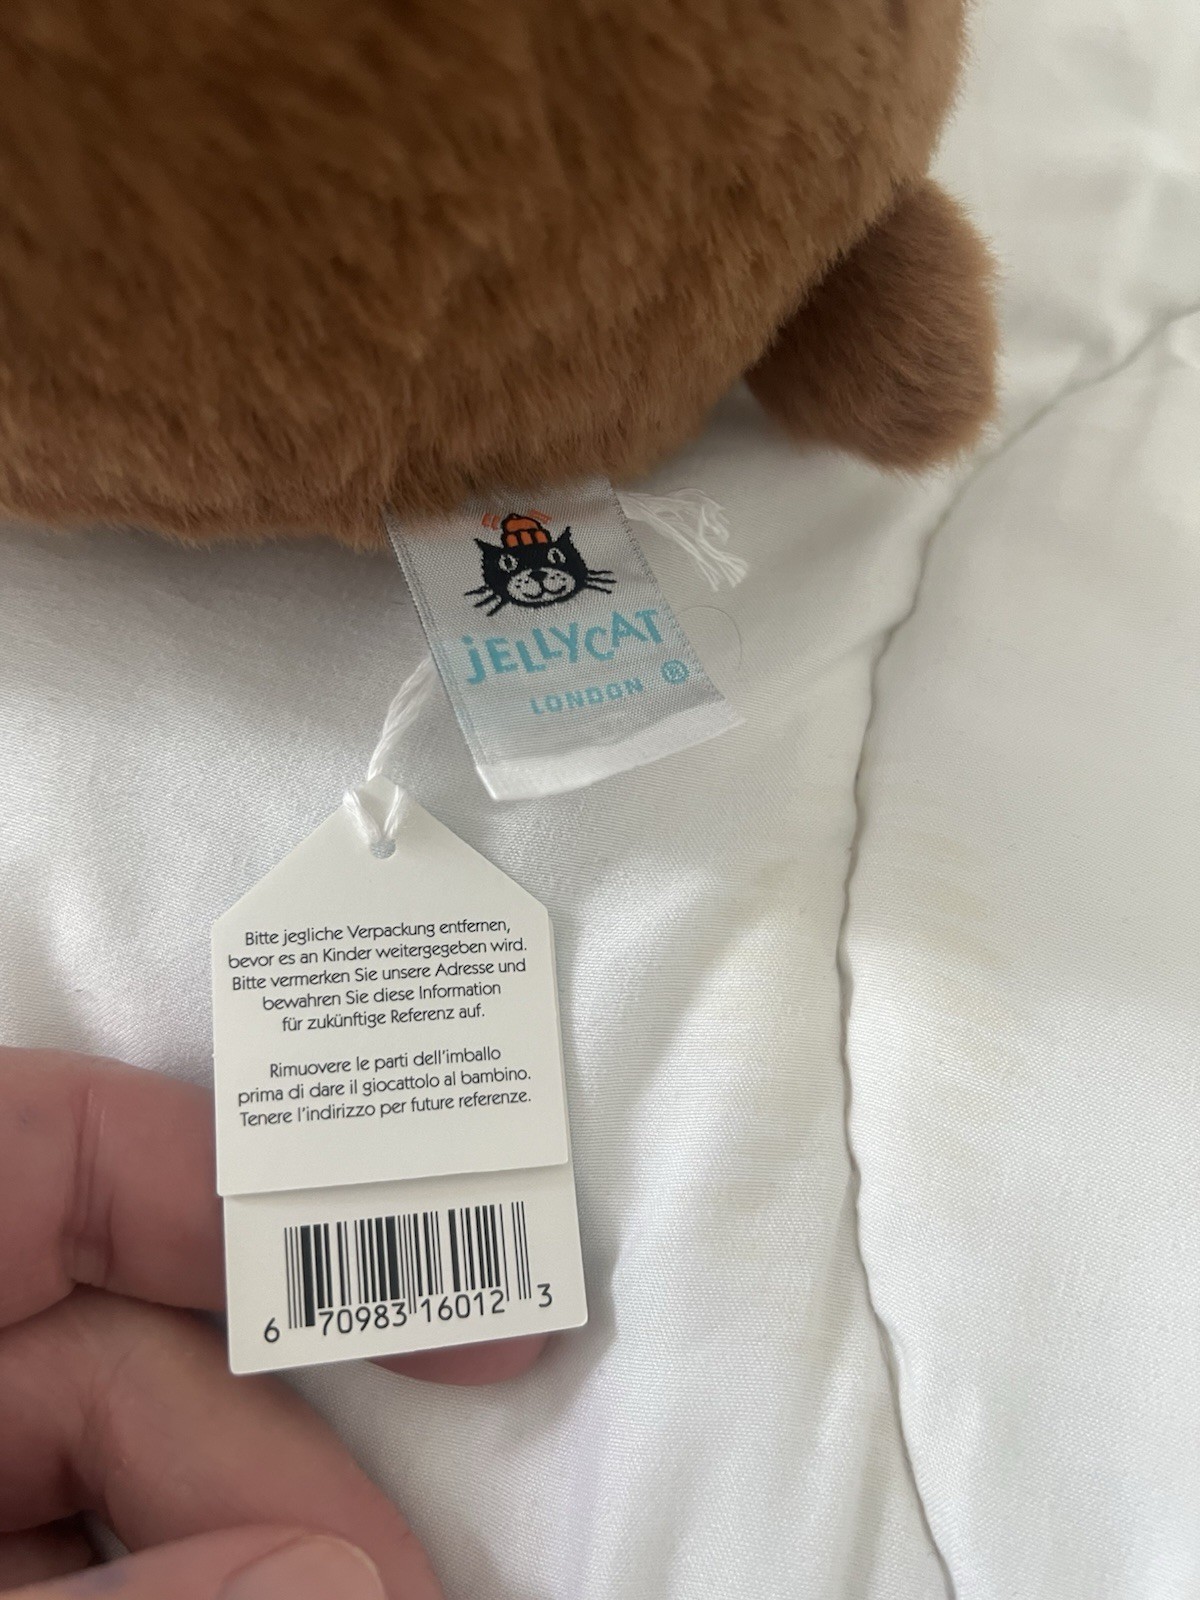 jELLYCAT
LONDON
Bitte jegliche Verpackung entfernen,
bevor es an Kinder weitergegeben wird.
Bitte vermerken Sie unsere Adresse und
bewahren Sie diese Information
für zukünftige Referenz auf.
Rimuovere le parti dell'imballo
prima di dare il giocattolo al bambino.
Tenere l'indirizzo per future referenze.
6 70983 16012 3